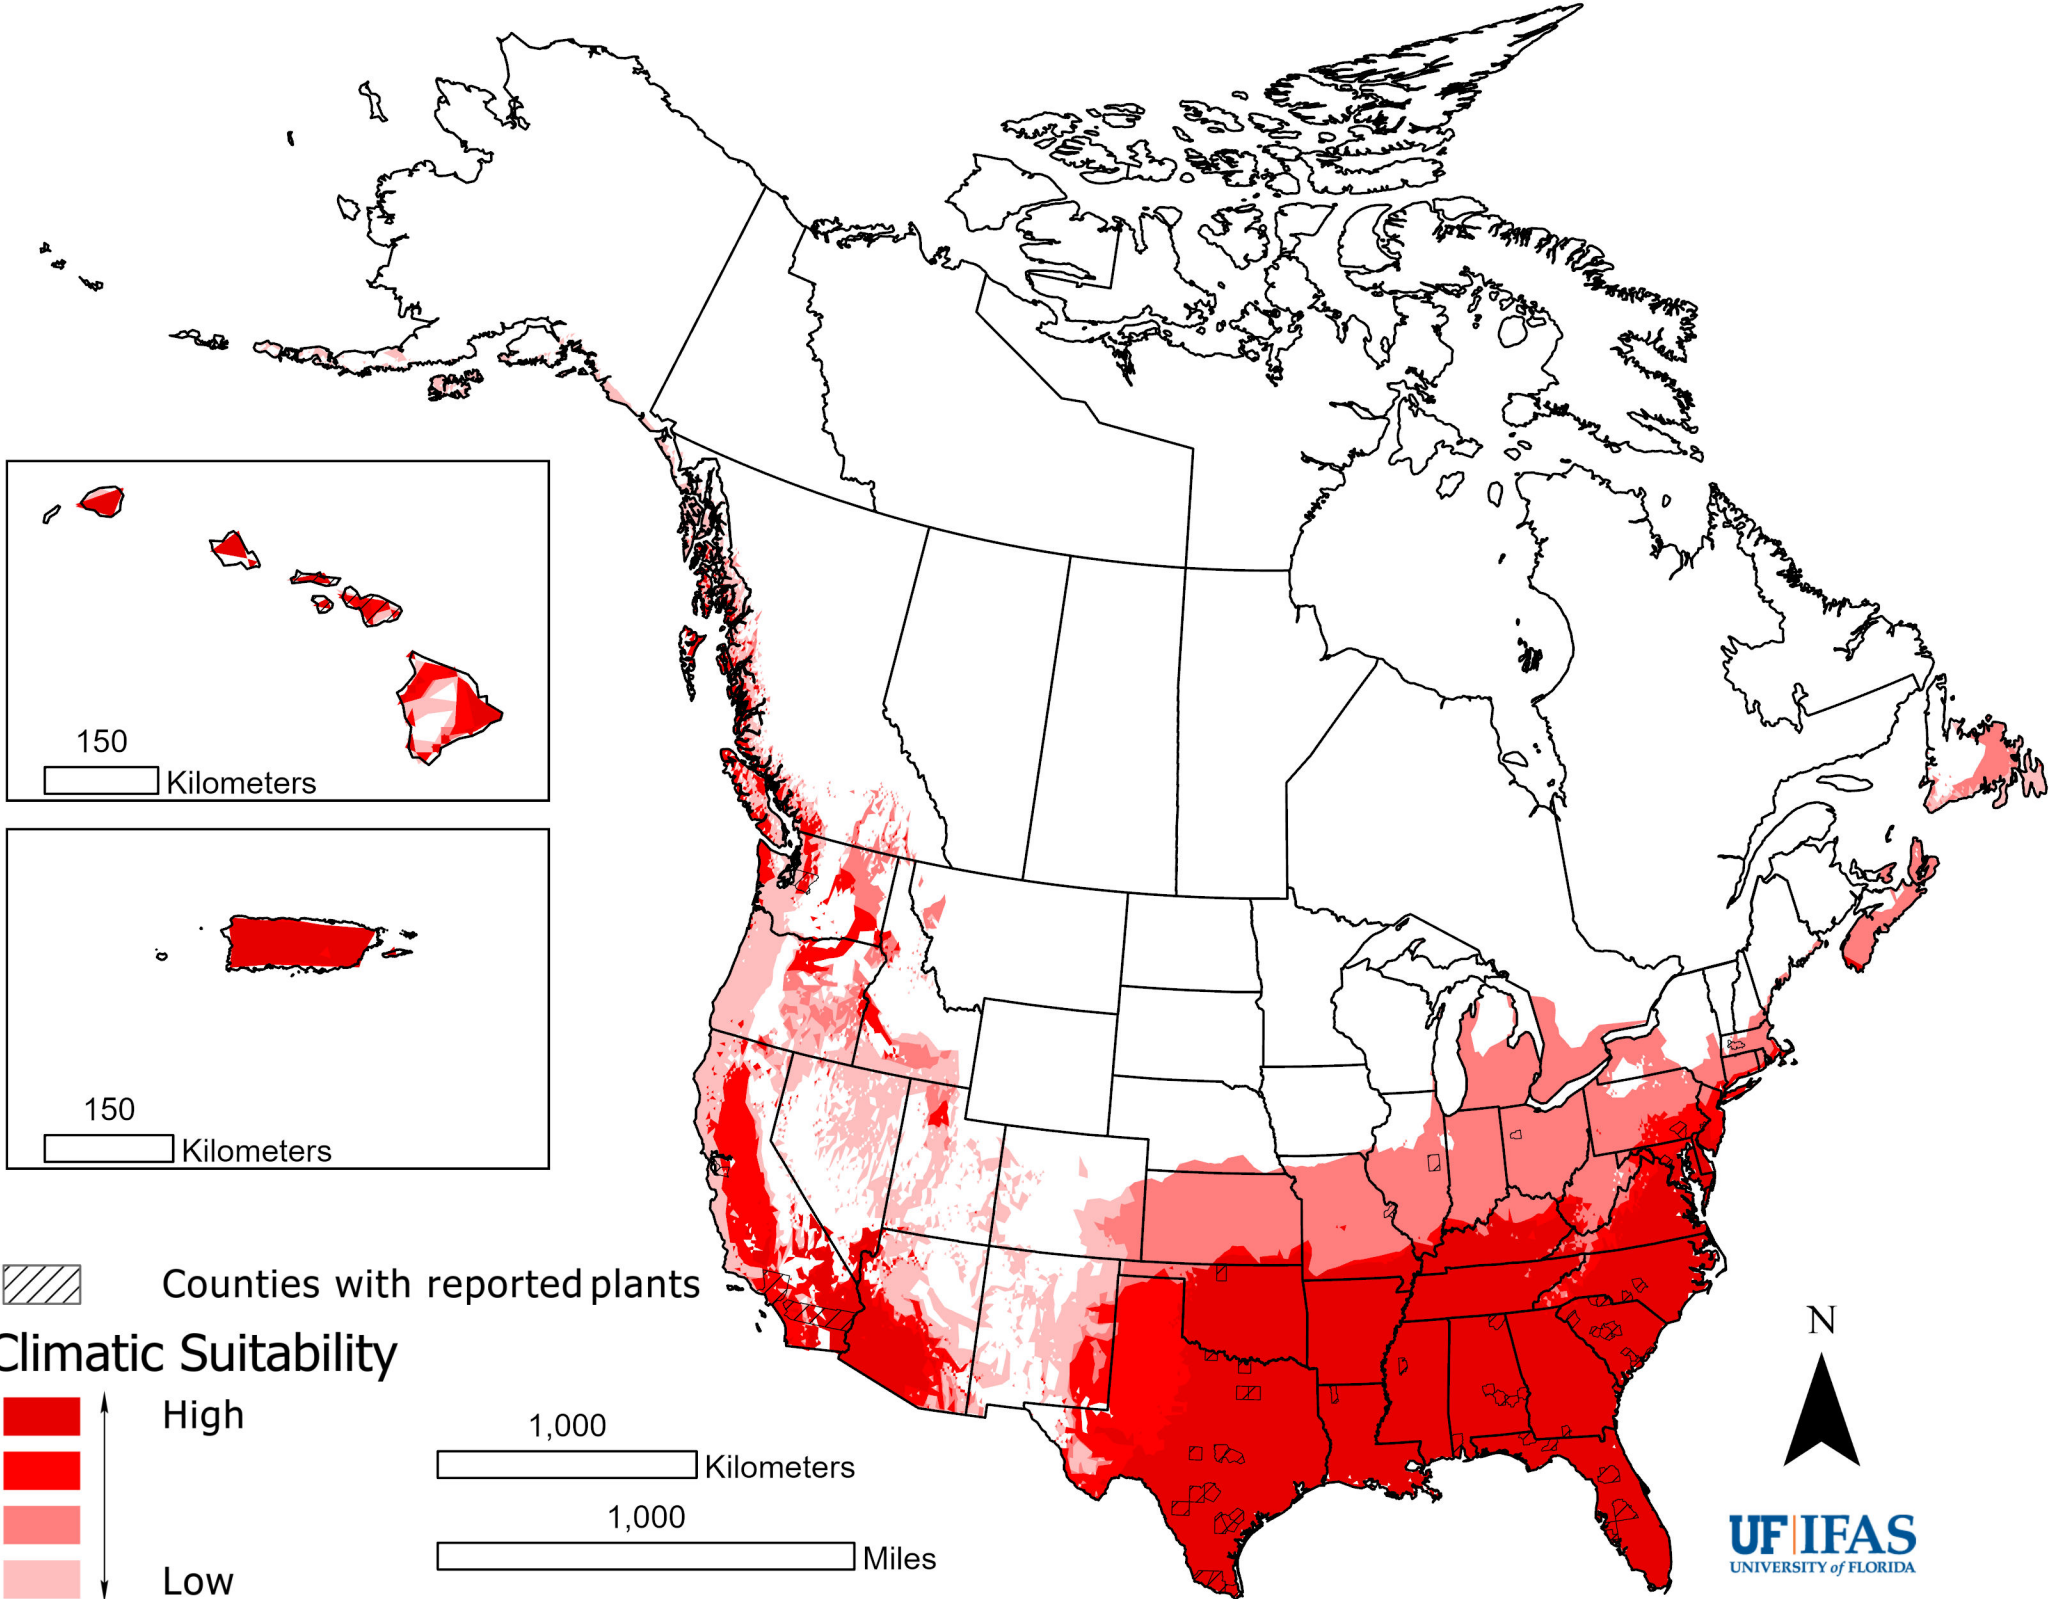 150
Kilometers
150
Kilometers
Counties with reported plants
Climatic Suitability
High
Low
1,000
Kilometers
1,000
Miles
N
UF|IFAS
UNIVERSITY of FLORIDA